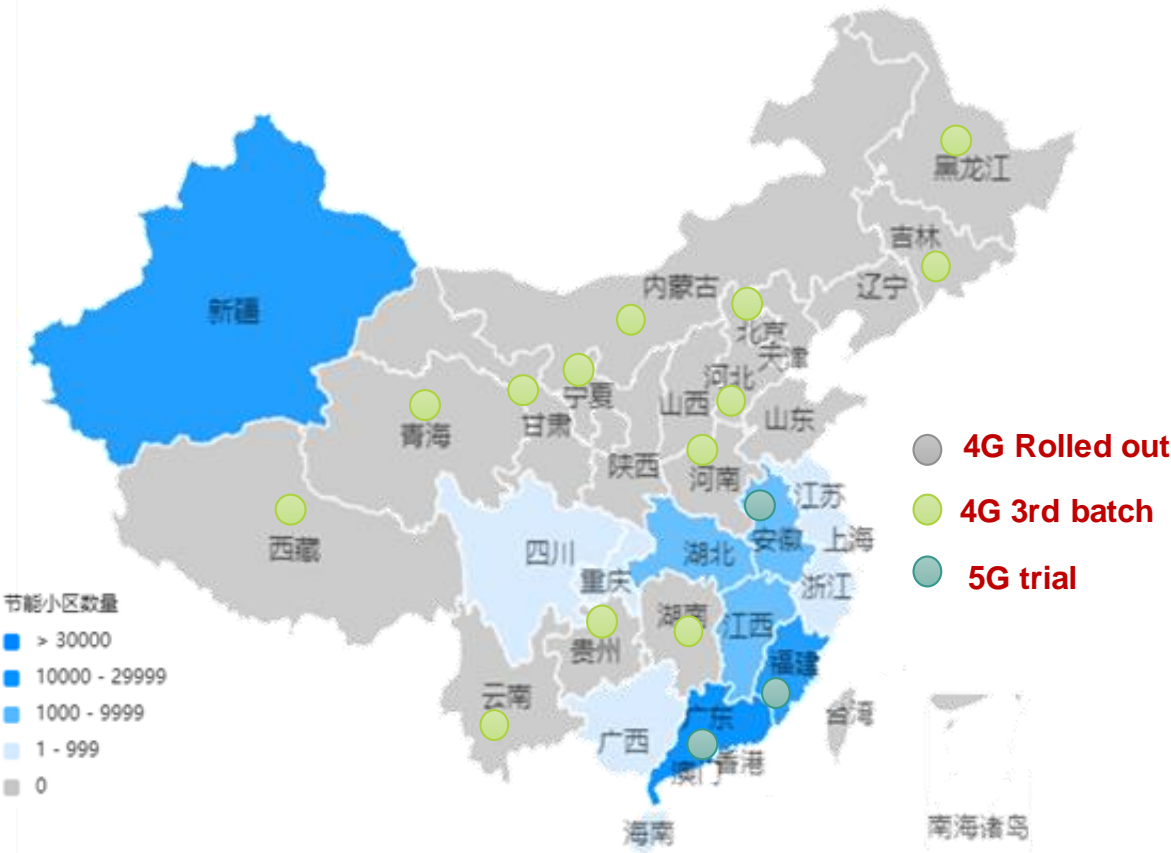 黑龙江
吉林
辽宁
内蒙古
新疆
北京
天津
河北
宁夏
山西
山东
甘肃
青海
陕西
河南
4G Rolled out
4G 3rd batch
5G trial
江苏
安徽
上海
湖北
四川
西藏
重庆
浙江
湖南
江西
贵州
福建
云南
广东
台湾
广西
香港
澳门
海南
南海诸岛
节能小区数量
> 30000
10000 - 29999
1000 - 9999
1 - 999
0